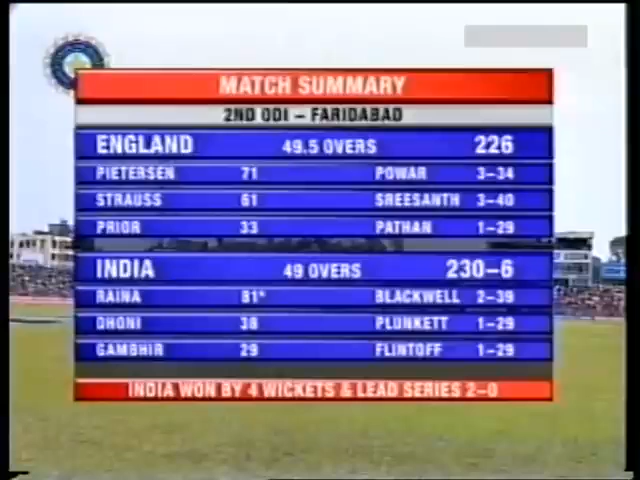 MATCH SUMMARY
2ND ODI – FARIDABAD
ENGLAND 49.5 OVERS 226
PIETERSEN 71 POWAR 3–34
STRAUSS 61 SREESANTH 3–40
PRIOR 33 PATHAN 1–29
INDIA 49 OVERS 230–6
RAINA 81* BLACKWELL 2–39
DHONI 38 PLUNKETT 1–29
GAMBHIR 29 FLINTOFF 1–29
INDIA WON BY 4 WICKETS & LEAD SERIES 2–0